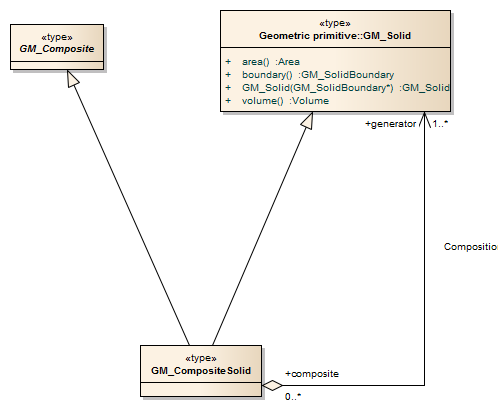 «type»
GM_Composite
«type»
Geometric primitive::GM_Solid
+ area() :Area
+ boundary() :GM_SolidBoundary
+ GM_Solid(GM_SolidBoundary*) :GM_Solid
+ volume() :Volume
+generator 1..*
Compositio
«type»
GM_CompositeSolid
+composite
0..*